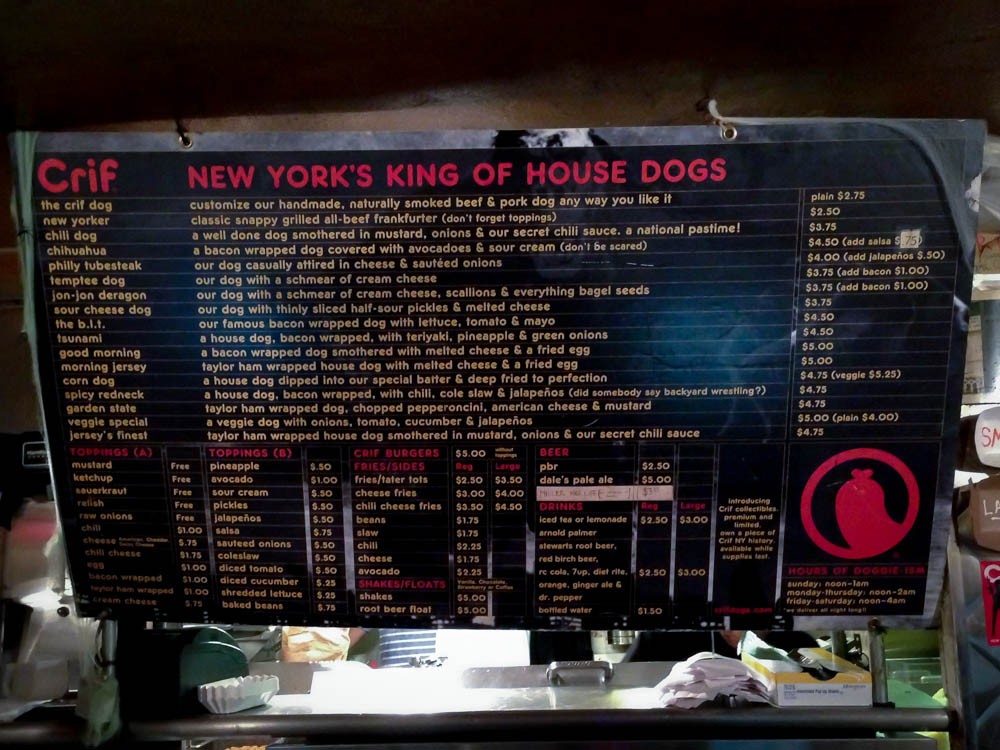 Crif NEW YORK'S KING OF HOUSE DOGS
the crif dog customize our handmade, naturally smoked beef & pork dog any way you like it plain $2.75
new yorker classic snappy grilled all-beef frankfurter (don't forget toppings) $2.50
chili dog a well done dog smothered in mustard, onions & our secret chili sauce. a national pastime! $3.75
chihuahua a bacon wrapped dog covered with avocadoes & sour cream (don't be scared) $4.50 (add salsa $.75)
philly tubesteak our dog casually attired in cheese & sautéed onions $4.00 (add jalapeños $.50)
temptee dog our dog with a schmear of cream cheese $3.75 (add bacon $1.00)
jon-jon deragon our dog with a schmear of cream cheese, scallions & everything bagel seeds $3.75 (add bacon $1.00)
sour cheese dog our dog with thinly sliced half-sour pickles & melted cheese $3.75
the b.l.t. our famous bacon wrapped dog with lettuce, tomato & mayo $4.50
tsunami a house dog, bacon wrapped, with teriyaki, pineapple & green onions $4.50
good morning a bacon wrapped dog smothered with melted cheese & a fried egg $5.00
morning jersey taylor ham wrapped house dog with melted cheese & a fried egg $5.00
corn dog a house dog dipped into our special batter & deep fried to perfection $4.75 (veggie $5.25)
spicy redneck a house dog, bacon wrapped, with chili, cole slaw & jalapeños (did somebody say backyard wrestling?) $4.75
garden state taylor ham wrapped dog, chopped pepperoncini, american cheese & mustard $4.75
veggie special a veggie dog with onions, tomato, cucumber & jalapeños $5.00 (plain $4.00)
jersey's finest taylor ham wrapped house dog smothered in mustard, onions & our secret chili sauce $4.75
TOPPINGS (A)
mustard Free
ketchup Free
sauerkraut Free
relish Free
raw onions Free
chili $1.00
cheese American, Cheddar, Swiss, Cheese $.75
chili cheese $1.75
egg $1.00
bacon wrapped $1.00
taylor ham wrapped $1.00
cream cheese $.75
TOPPINGS (B)
pineapple $.50
avocado $1.00
sour cream $.50
pickles $.50
jalapeños $.50
salsa $.75
sauteed onions $.50
coleslaw $.50
diced tomato $.50
diced cucumber $.25
shredded lettuce $.25
baked beans $.75
CRIF BURGERS $5.00 without toppings
FRIES/SIDES Reg Large
fries/tater tots $2.50 $3.50
cheese fries $3.00 $4.00
chili cheese fries $3.50 $4.50
beans $1.75
slaw $1.75
chili $2.25
cheese $1.75
avocado $2.25
SHAKES/FLOATS Vanilla, Chocolate, Strawberry or Coffee
shakes $5.00
root beer float $5.00
BEER
pbr $2.50
dale's pale ale $5.00
MILLER HIGH LIFE
DRINKS Reg Large
iced tea or lemonade $2.50 $3.00
arnold palmer
stewarts root beer,
red birch beer,
rc cola, 7up, diet rite, $2.50 $3.00
orange, ginger ale &
dr. pepper
bottled water $1.50
introducing
Crif collectibles.
premium and
limited.
own a piece of
Crif NY history.
available while
supplies last.
crifdogs.com
HOURS OF DOGGIE-ISM
sunday: noon-1am
monday-thursday: noon-2am
friday-saturday: noon-4am
we deliver all night long!!